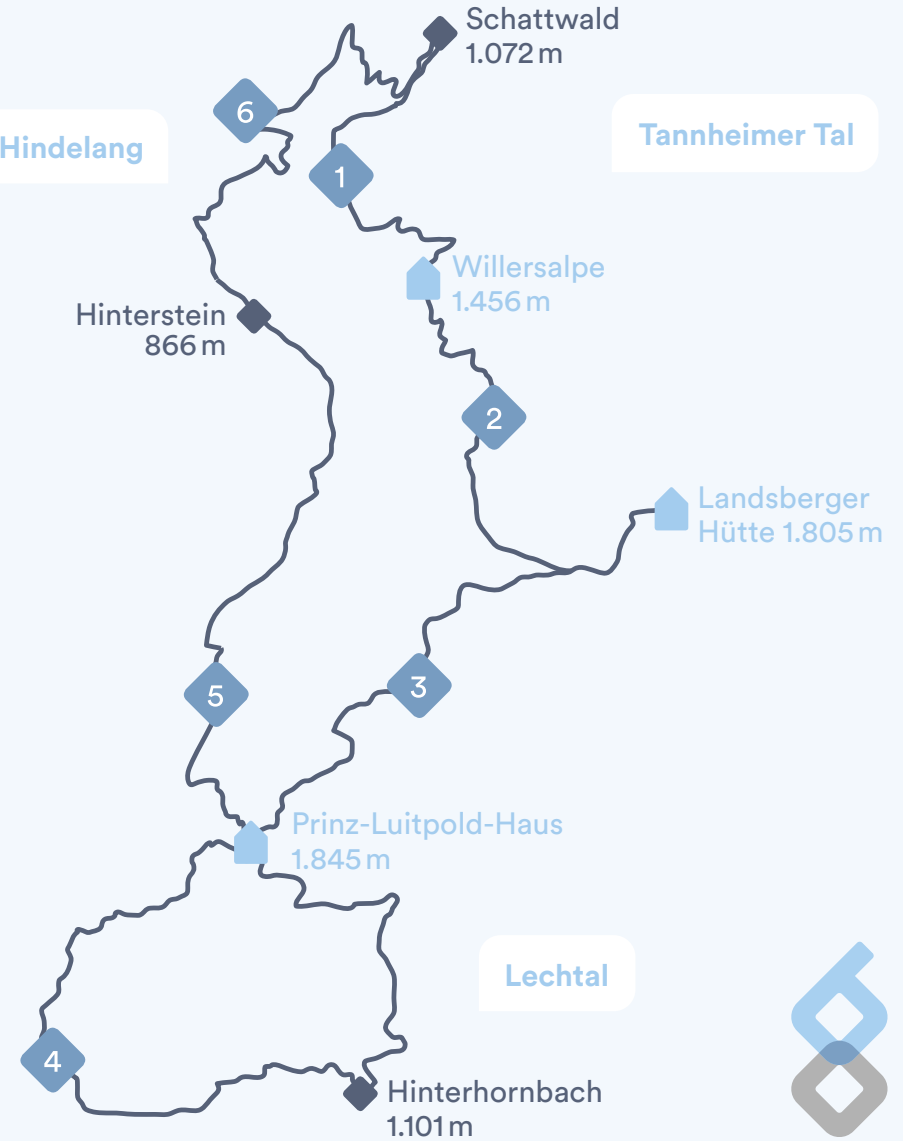 Schattwald
1.072 m
6
Hindelang
Tannheimer Tal
1
Willersalpe
1.456 m
Hinterstein
866 m
2
Landsberger
Hütte 1.805 m
5
3
Prinz-Luitpold-Haus
1.845 m
Lechtal
4
Hinterhornbach
1.101 m